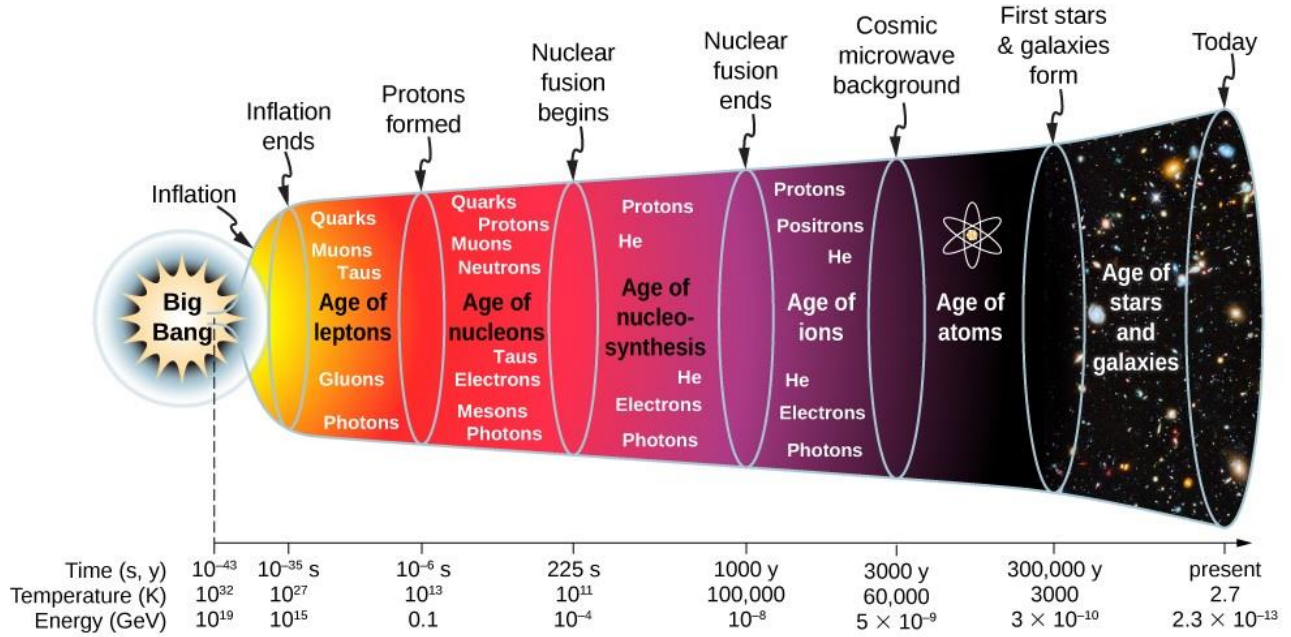 Inflation
Inflation
ends
Protons
formed
Nuclear
fusion
begins
Nuclear
fusion
ends
Cosmic
microwave
background
First stars
& galaxies
form
Today
Big
Bang
Quarks
Muons
Taus
Age of
leptons
Gluons
Photons
Quarks
Protons
Muons
Neutrons
Age of
nucleons
Taus
Electrons
Mesons
Photons
Protons
He
Age of
nucleo-
synthesis
He
Electrons
Photons
Protons
Positrons
He
Age of
ions
He
Electrons
Photons
Age of
atoms
Age of
stars
and
galaxies
Time (s, y) 10⁻⁴³ 10⁻³⁵ s 10⁻⁶ s 225 s 1000 y 3000 y 300,000 y present
Temperature (K) 10³² 10²⁷ 10¹³ 10¹¹ 100,000 60,000 3000 2.7
Energy (GeV) 10¹⁹ 10¹⁵ 0.1 10⁻⁴ 10⁻⁸ 5 × 10⁻⁹ 3 × 10⁻¹⁰ 2.3 × 10⁻¹³